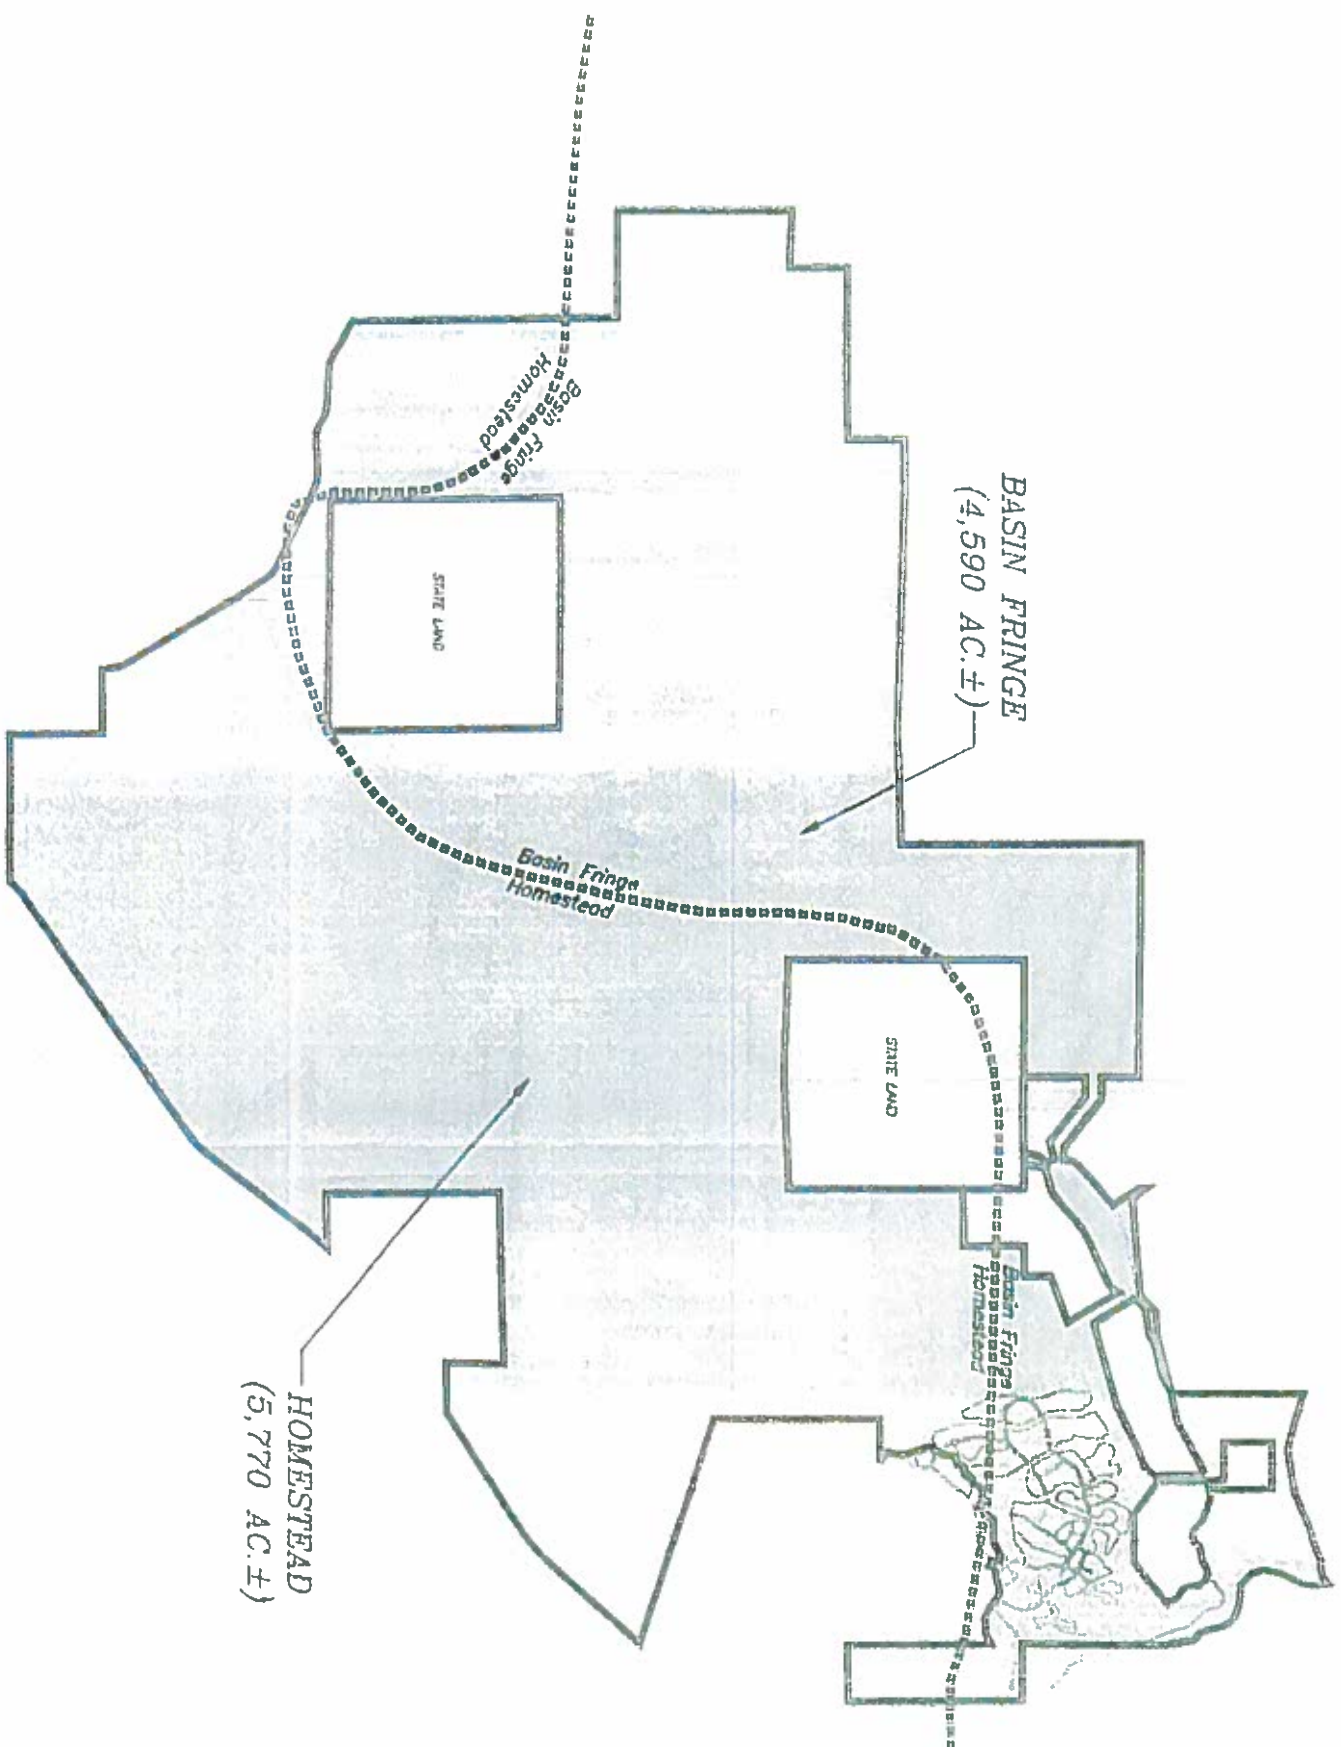 BASIN FRINGE
(4,590 AC.±)
Basin Fringe
Homestead
STATE LAND
Basin Fringe
Homestead
STATE LAND
Basin Fringe
Homestead
HOMESTEAD
(5,770 AC.±)